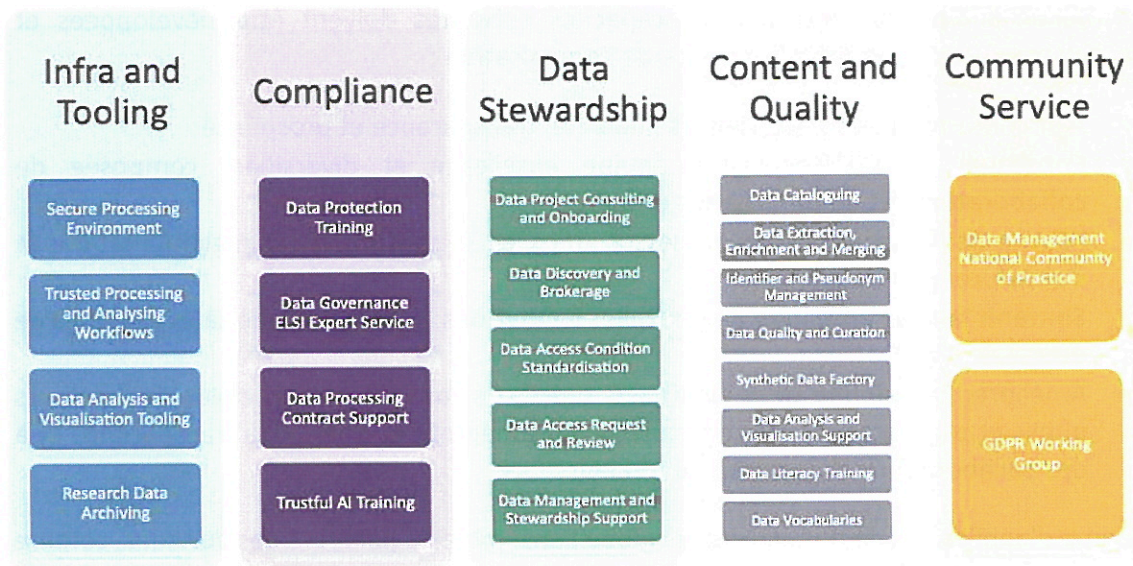 Infra and
Tooling
Secure Processing
Environment
Trusted Processing
and Analysing
Workflows
Data Analysis and
Visualisation Tooling
Research Data
Archiving
Compliance
Data Protection
Training
Data Governance
ELSI Expert Service
Data Processing
Contract Support
Trustful AI Training
Data
Stewardship
Data Project Consulting
and Onboarding
Data Discovery and
Brokerage
Data Access Condition
Standardisation
Data Access Request
and Review
Data Management and
Stewardship Support
Content and
Quality
Data Cataloguing
Data Extraction,
Enrichment and Merging
Identifier and Pseudonym
Management
Data Quality and Curation
Synthetic Data Factory
Data Analysis and
Visualisation Support
Data Literacy Training
Data Vocabularies
Community
Service
Data Management
National Community
of Practice
GDPR Working
Group